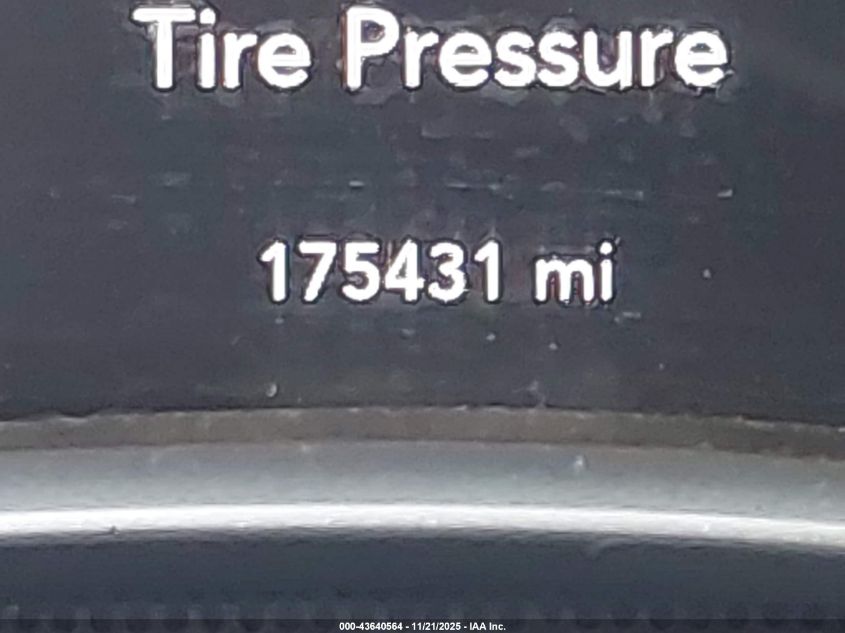 Tire Pressure
175431 mi
000-43640564 - 11/21/2025 - IAA Inc.